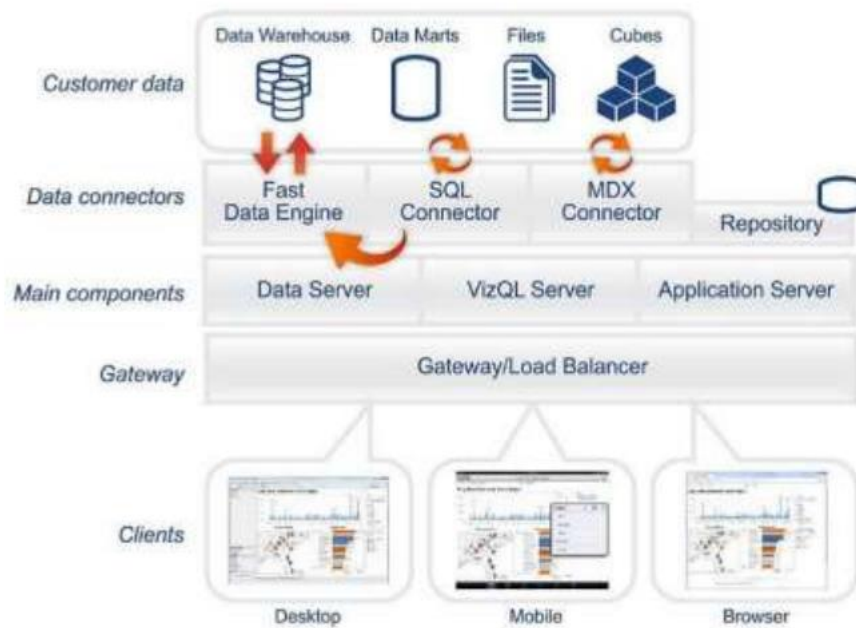 Data Warehouse
Data Marts
Files
Cubes
Customer data
Data connectors
Fast
Data Engine
SQL
Connector
MDX
Connector
Repository
Main components
Data Server
VizQL Server
Application Server
Gateway
Gateway/Load Balancer
Clients
Desktop
Mobile
Browser